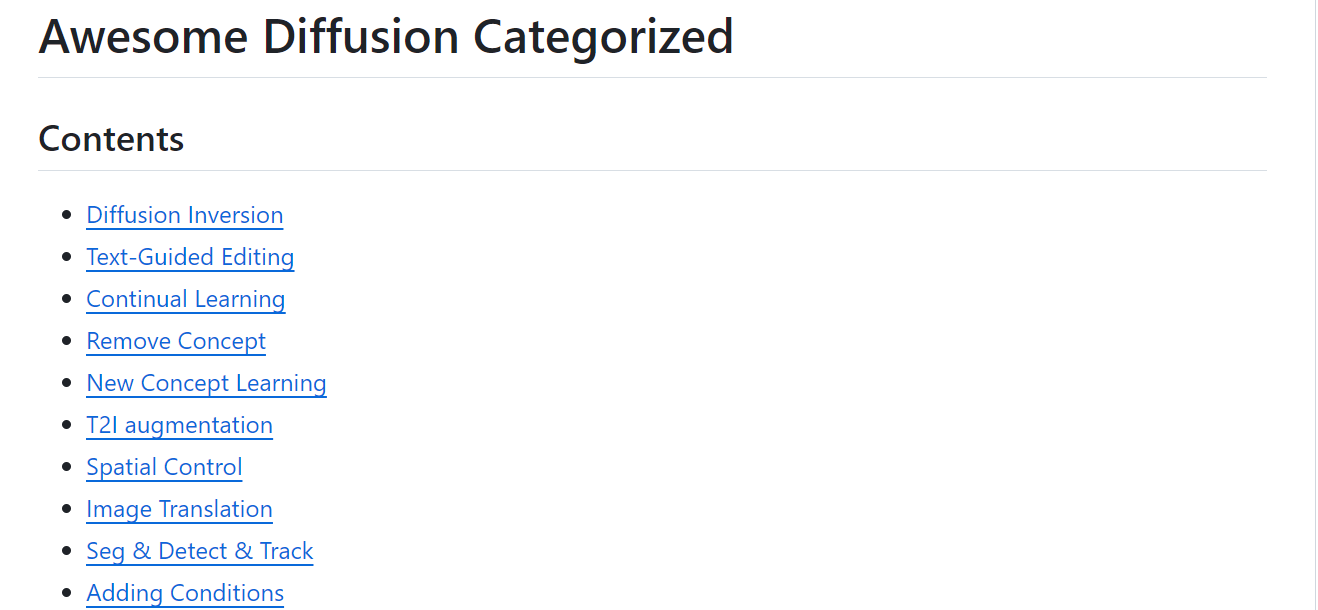 Awesome Diffusion Categorized
Contents
Diffusion Inversion
Text-Guided Editing
Continual Learning
Remove Concept
New Concept Learning
T2I augmentation
Spatial Control
Image Translation
Seg & Detect & Track
Adding Conditions